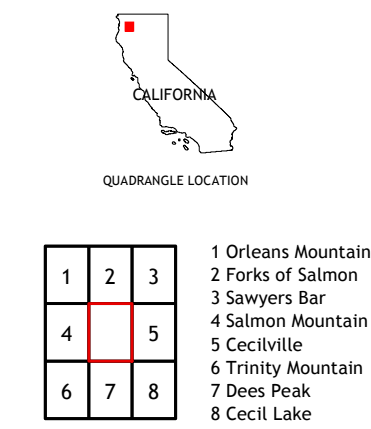 CALIFORNIA
QUADRANGLE LOCATION
1 2 3
4 5
6 7 8
1 Orleans Mountain
2 Forks of Salmon
3 Sawyers Bar
4 Salmon Mountain
5 Cecilville
6 Trinity Mountain
7 Dees Peak
8 Cecil Lake